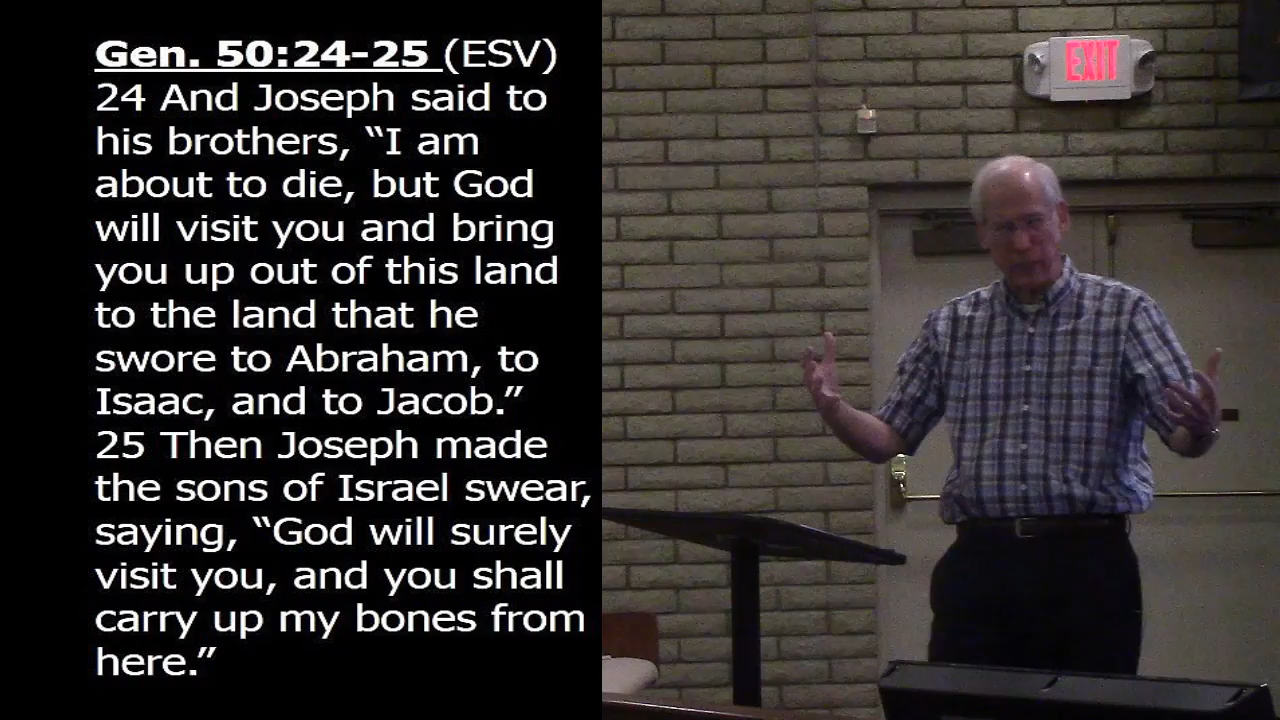 Gen. 50:24-25 (ESV)
24 And Joseph said to
his brothers, “I am
about to die, but God
will visit you and bring
you up out of this land
to the land that he
swore to Abraham, to
Isaac, and to Jacob.”
25 Then Joseph made
the sons of Israel swear,
saying, “God will surely
visit you, and you shall
carry up my bones from
here.”
EXIT